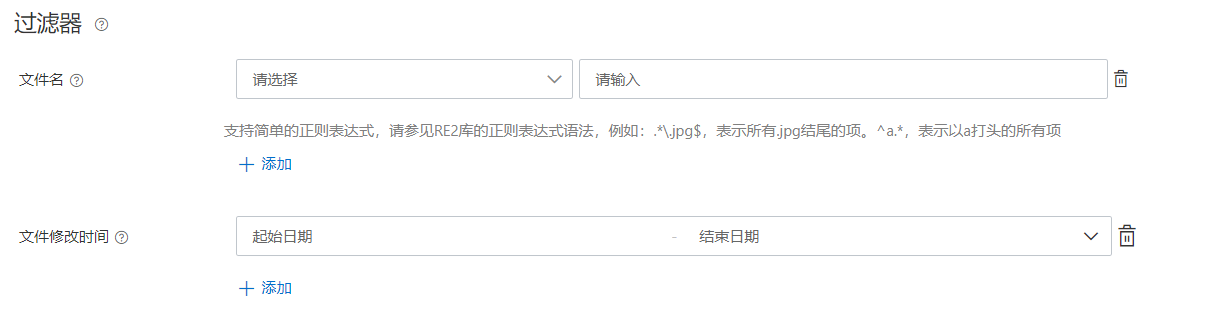 过滤器
文件名 请选择 请输入
支持简单的正则表达式，请参见RE2库的正则表达式语法，例如：.*\.jpg$，表示所有.jpg结尾的项。^a.*，表示以a打头的所有项
添加
文件修改时间 起始日期 - 结束日期
添加